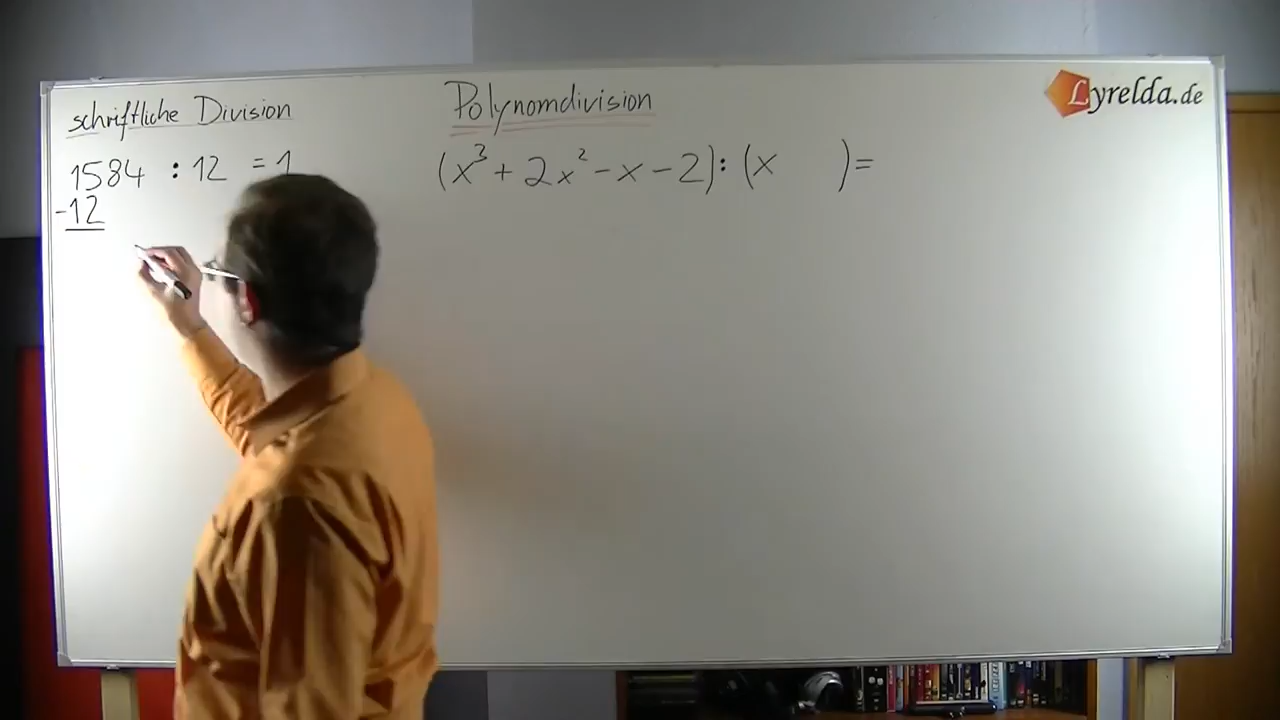 schriftliche Division
1584 : 12 = 1
-12
Polynomdivision
(x³ + 2x² - x - 2) : (x    ) =
Lyrelda.de